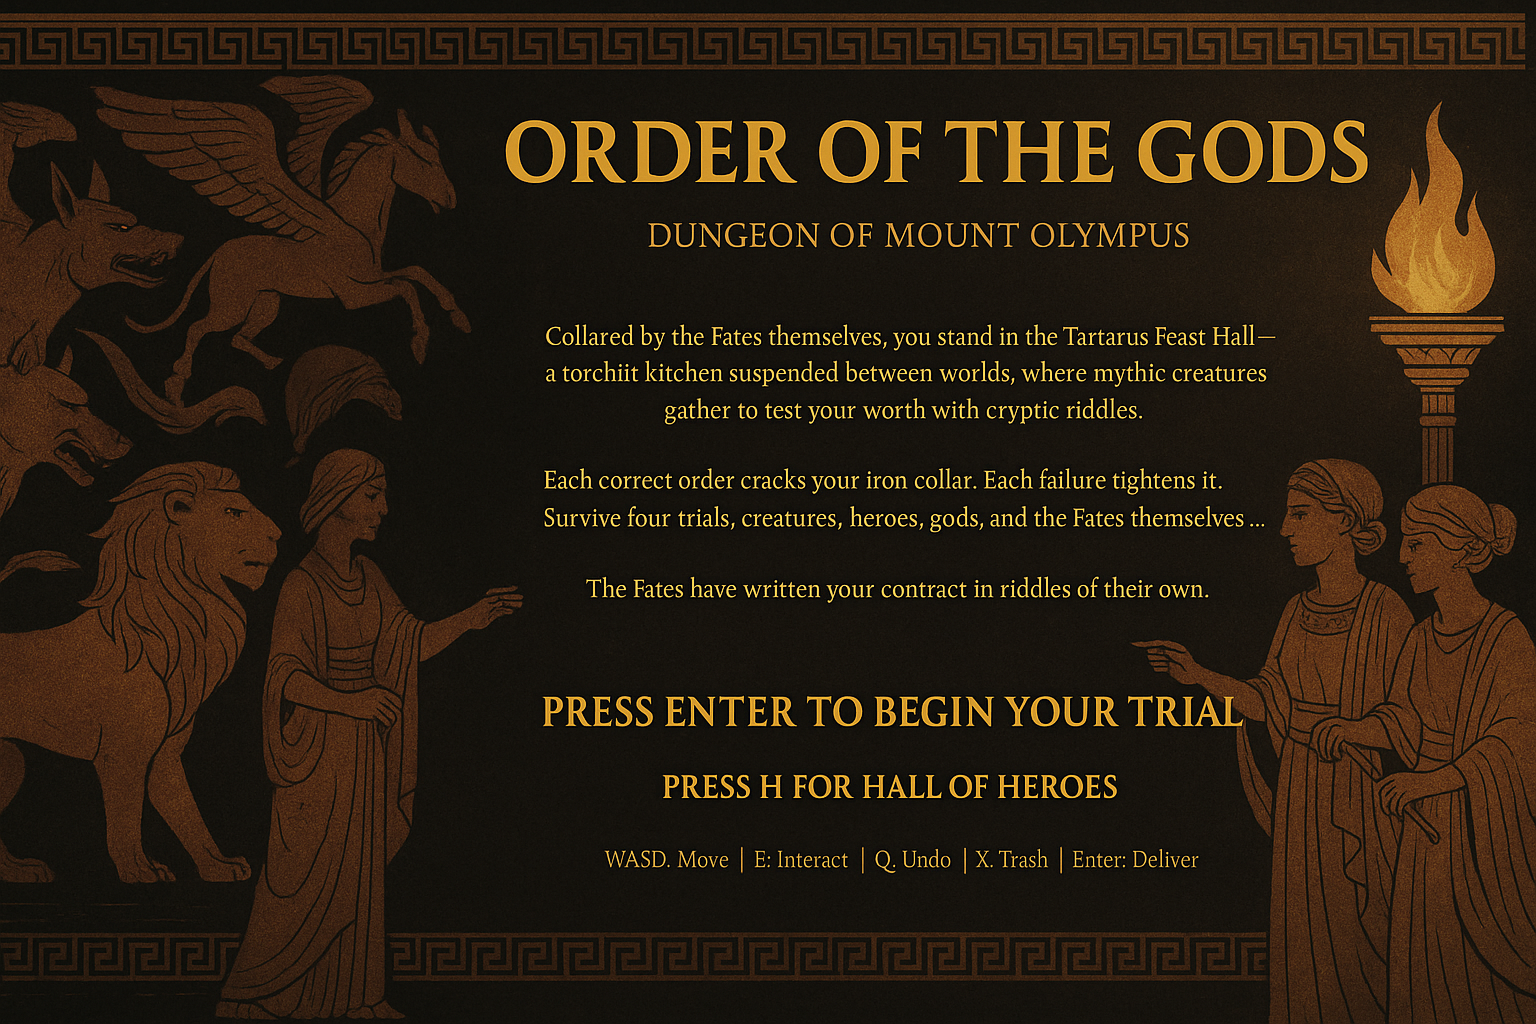 ORDER OF THE GODS
DUNGEON OF MOUNT OLYMPUS
Collared by the Fates themselves, you stand in the Tartarus Feast Hall—
a torchiit kitchen suspended between worlds, where mythic creatures
gather to test your worth with cryptic riddles.
Each correct order cracks your iron collar. Each failure tightens it.
Survive four trials, creatures, heroes, gods, and the Fates themselves ...
The Fates have written your contract in riddles of their own.
PRESS ENTER TO BEGIN YOUR TRIAL
PRESS H FOR HALL OF HEROES
WASD. Move | E: Interact | Q. Undo | X. Trash | Enter: Deliver